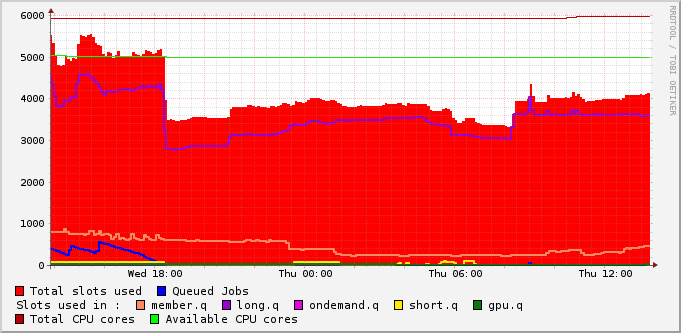 6000
5000
4000
3000
2000
1000
0
Wed 18:00 Thu 00:00 Thu 06:00 Thu 12:00
RRDTOOL / TOBI OETIKER
Total slots used Queued Jobs
Slots used in : member.q long.q ondemand.q short.q gpu.q
Total CPU cores Available CPU cores